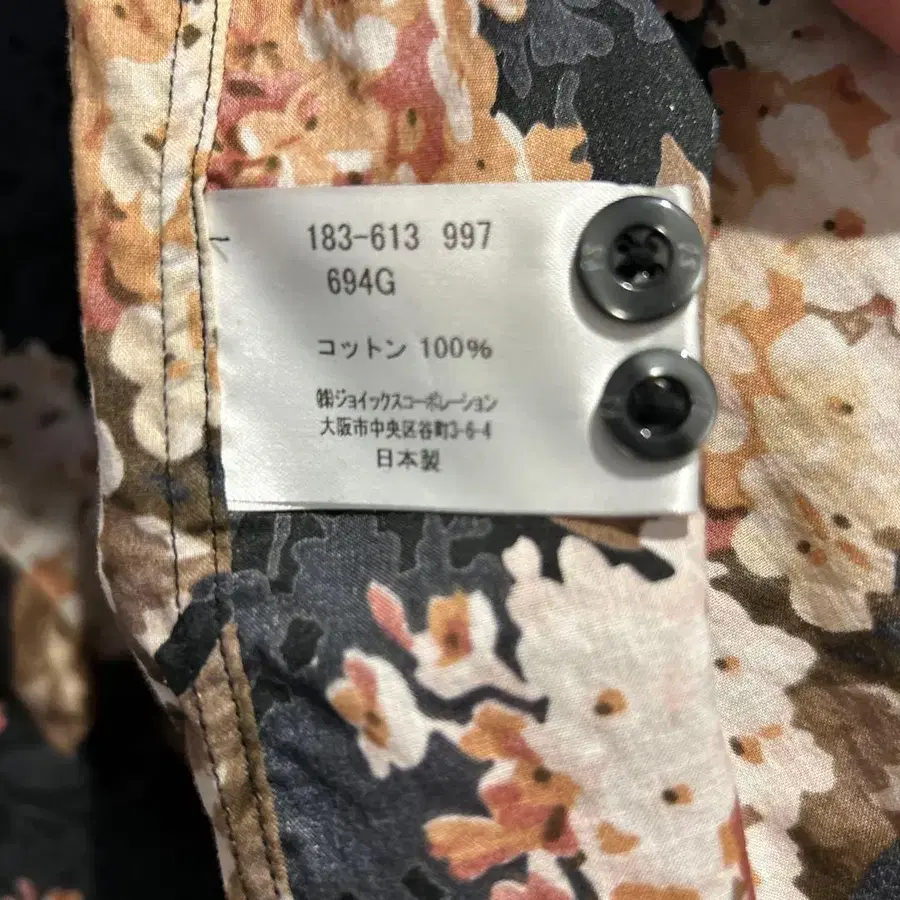 183-613 997
694G
コットン 100%
㈱ジョイックスコーポレーション
大阪市中央区谷町3-6-4
日本製